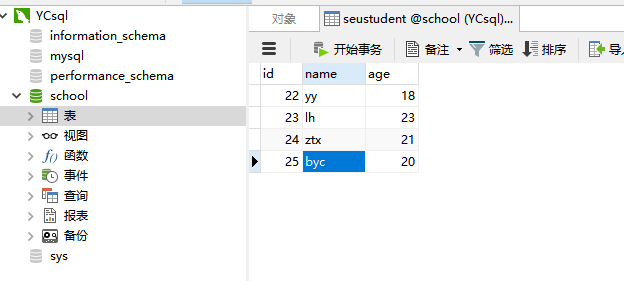 YCsql
information_schema
mysql
performance_schema
school
表
视图
f() 函数
事件
查询
报表
备份
sys
对象 seustudent @school (YCsql)...
开始事务 备注 筛选 排序 导入
id name age
22 yy 18
23 lh 23
24 ztx 21
25 byc 20